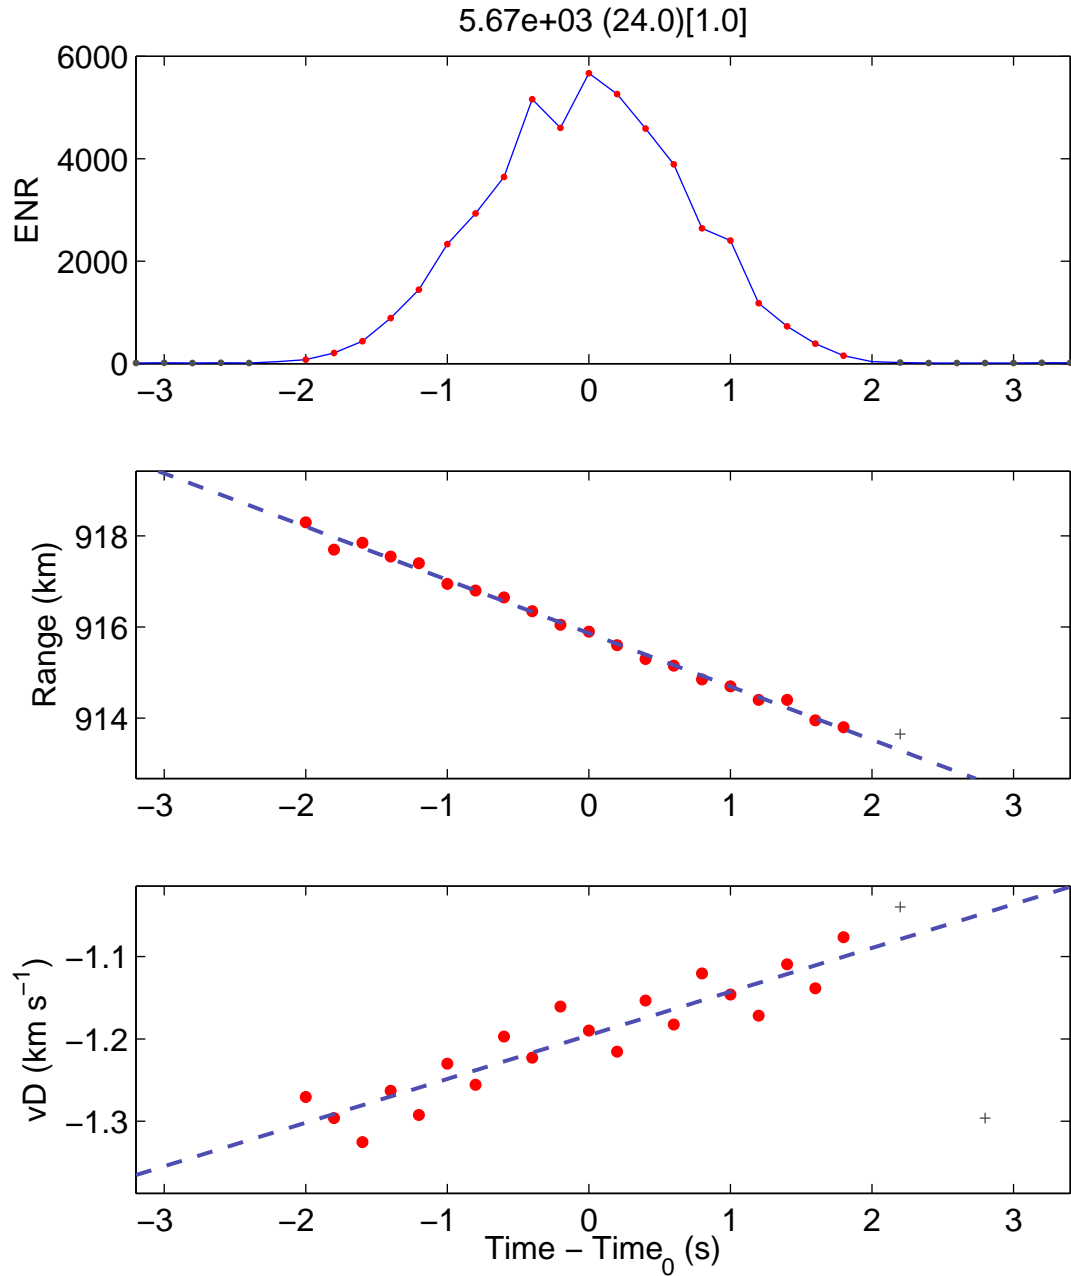 5.67e+03 (24.0)[1.0]
6000
4000
2000
0
ENR
−3 −2 −1 0 1 2 3
918
916
914
Range (km)
−3 −2 −1 0 1 2 3
−1.1
−1.2
−1.3
vD (km s−1)
−3 −2 −1 0 1 2 3
Time − Time0 (s)